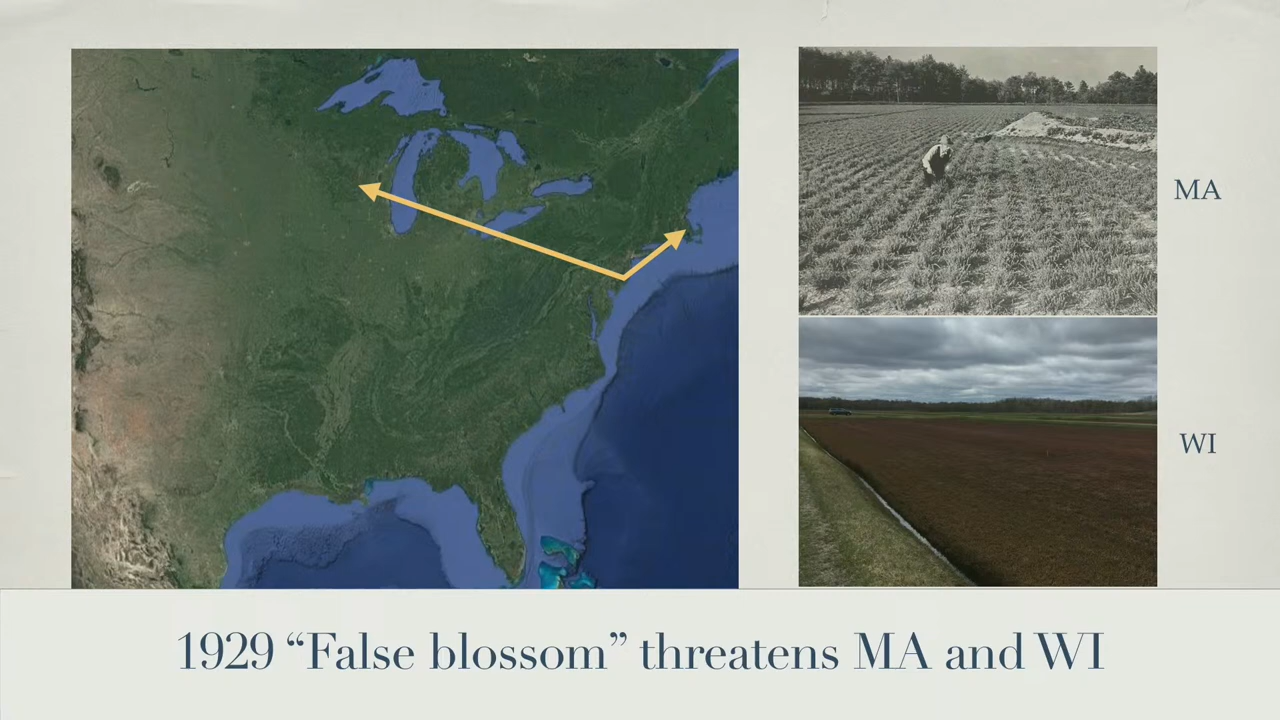 MA
WI
1929 “False blossom” threatens MA and WI